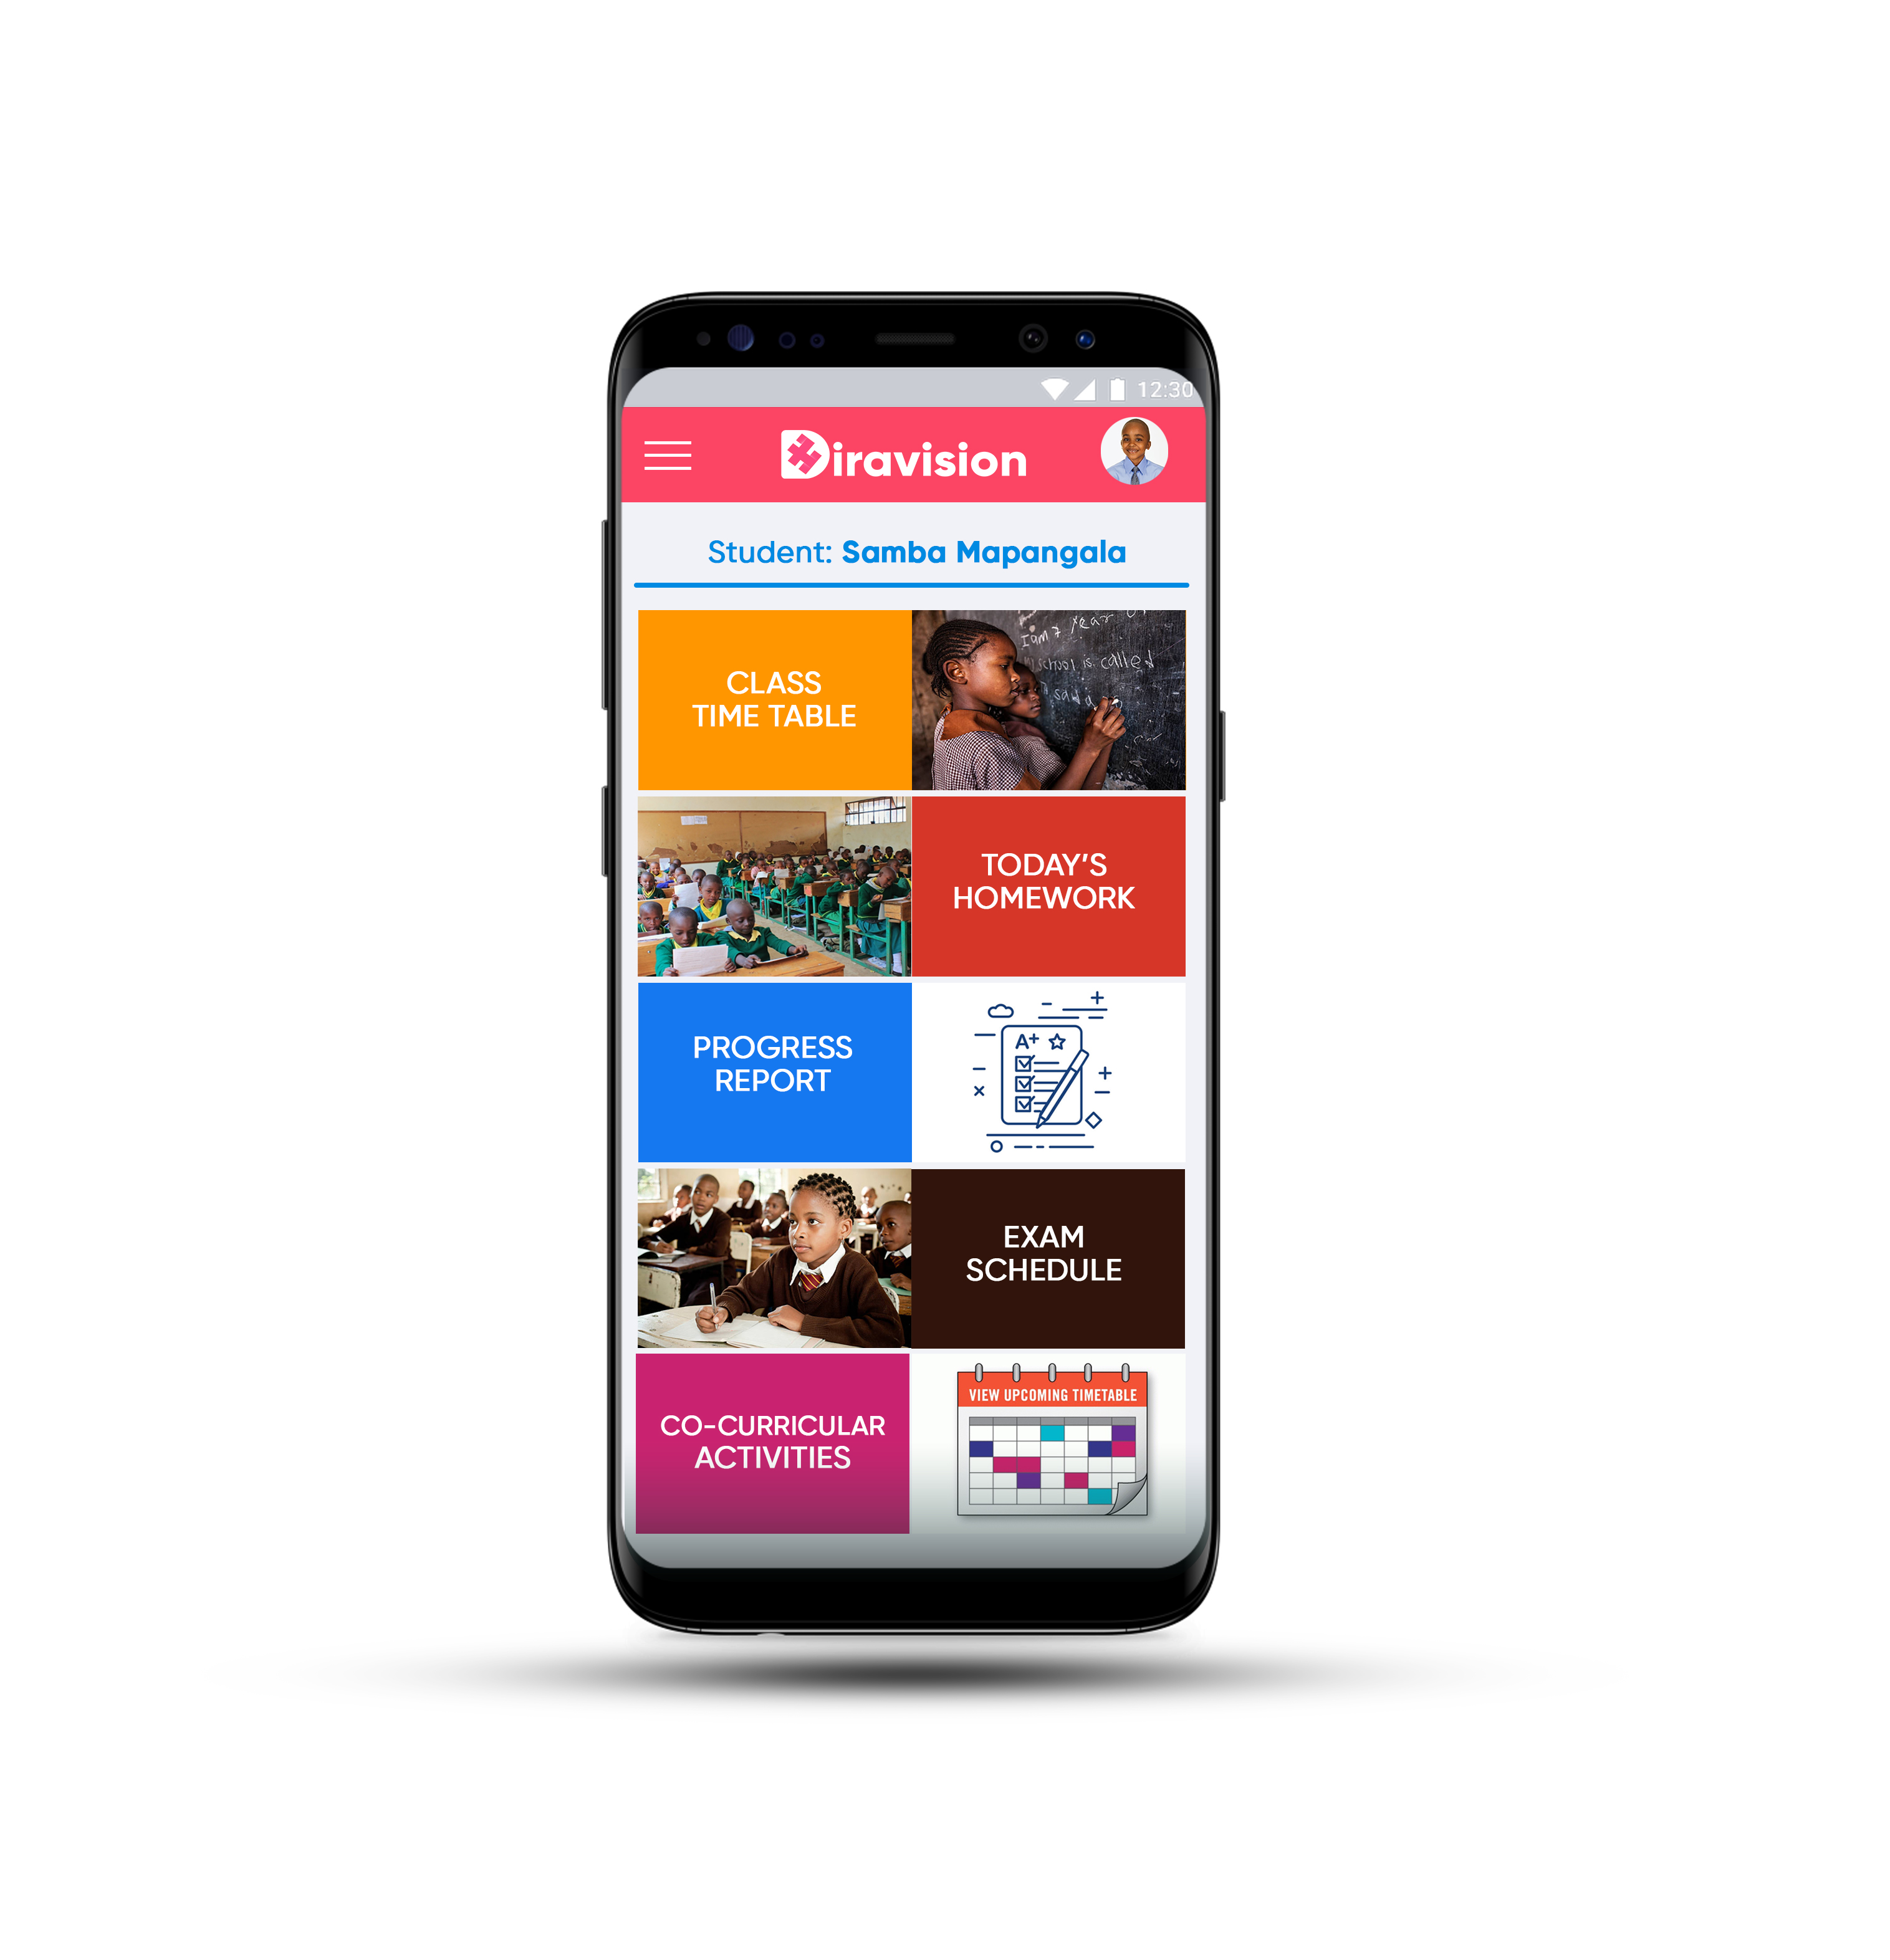 12:30
Diravision
Student: Samba Mapangala
CLASS
TIME TABLE
I am 7 year
school is called
TODAY'S
HOMEWORK
PROGRESS
REPORT
A+
EXAM
SCHEDULE
CO-CURRICULAR
ACTIVITIES
VIEW UPCOMING TIMETABLE